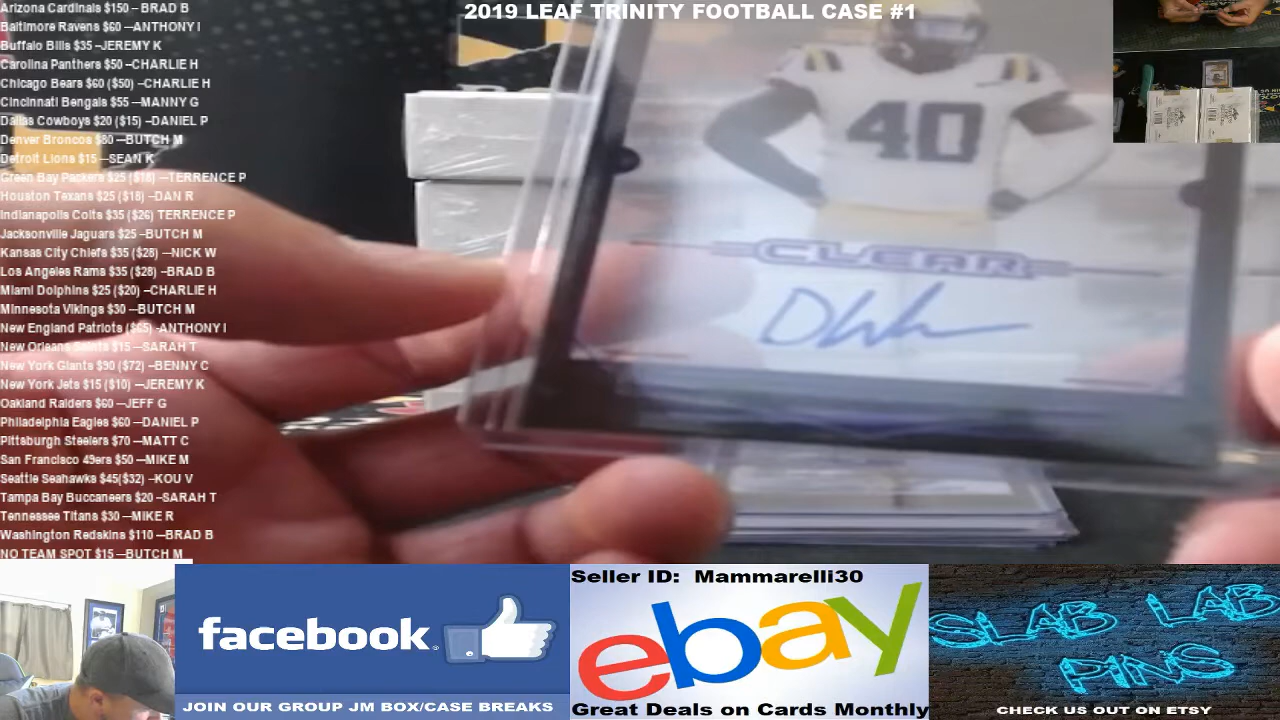 2019 LEAF TRINITY FOOTBALL CASE #1
Arizona Cardinals $150 – BRAD B
Baltimore Ravens $60 –ANTHONY I
Buffalo Bills $35 –JEREMY K
Carolina Panthers $50 –CHARLIE H
Chicago Bears $60 ($50) –CHARLIE H
Cincinnati Bengals $55 –MANNY G
Dallas Cowboys $20 ($15) –DANIEL P
Denver Broncos $80 –BUTCH M
Detroit Lions $15 –SEAN K
Green Bay Packers $25 ($18) –TERRENCE P
Houston Texans $25 ($18) –DAN R
Indianapolis Colts $35 ($26) TERRENCE P
Jacksonville Jaguars $25 –BUTCH M
Kansas City Chiefs $35 ($28) –NICK W
Los Angeles Rams $35 ($28) –BRAD B
Miami Dolphins $25 ($20) –CHARLIE H
Minnesota Vikings $30 –BUTCH M
New England Patriots ($65) -ANTHONY I
New Orleans Saints $15 –SARAH T
New York Giants $90 ($72) –BENNY C
New York Jets $15 ($10) –JEREMY K
Oakland Raiders $60 –JEFF G
Philadelphia Eagles $60 –DANIEL P
Pittsburgh Steelers $70 –MATT C
San Francisco 49ers $50 –MIKE M
Seattle Seahawks $45($32) –KOU V
Tampa Bay Buccaneers $20 –SARAH T
Tennessee Titans $30 –MIKE R
Washington Redskins $110 –BRAD B
NO TEAM SPOT $15 –BUTCH M
40
CLEAR
facebook
JOIN OUR GROUP JM BOX/CASE BREAKS
Seller ID: Mammarelli30
ebay
Great Deals on Cards Monthly
SLAB LAB
PINS
CHECK US OUT ON ETSY